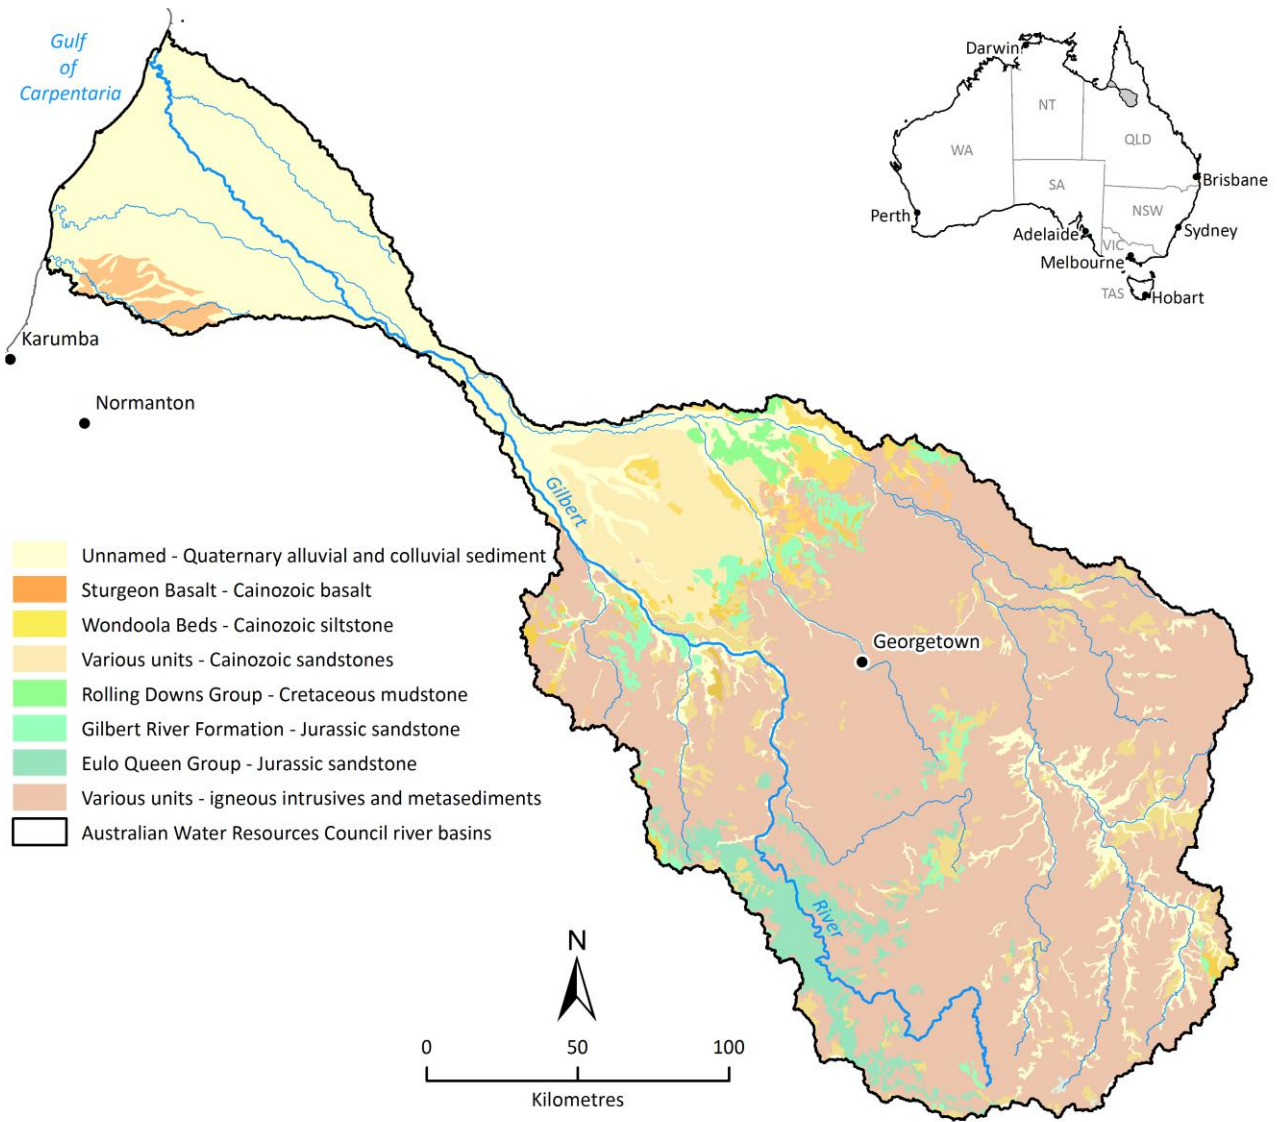 Gulf
of
Carpentaria
Darwin
NT
WA
QLD
SA
Brisbane
NSW
Perth
Adelaide
Sydney
VIC
Melbourne
TAS
Hobart
Karumba
Normanton
Gilbert
River
Georgetown
Unnamed - Quaternary alluvial and colluvial sediment
Sturgeon Basalt - Cainozoic basalt
Wondoola Beds - Cainozoic siltstone
Various units - Cainozoic sandstones
Rolling Downs Group - Cretaceous mudstone
Gilbert River Formation - Jurassic sandstone
Eulo Queen Group - Jurassic sandstone
Various units - igneous intrusives and metasediments
Australian Water Resources Council river basins
N
0 50 100
Kilometres